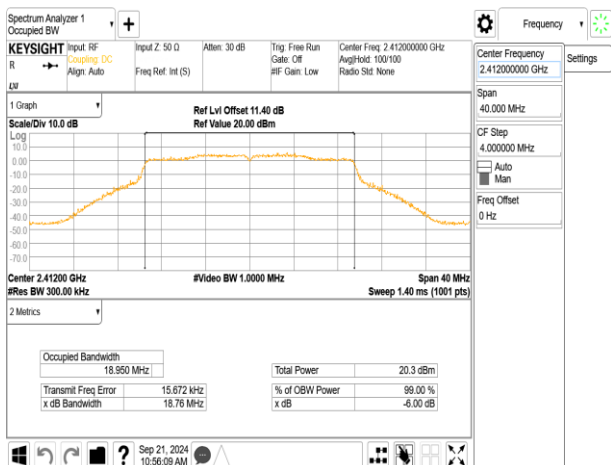 Spectrum Analyzer 1
Occupied BW
Frequency
KEYSIGHT
Input: RF
Input Z: 50 Ω
Atten: 30 dB
Trig: Free Run
Center Freq: 2.412000000 GHz
R
Coupling: DC
Gate: Off
Avg|Hold: 100/100
Align: Auto
Freq Ref: Int (S)
#IF Gain: Low
Radio Std: None
LXI
Center Frequency
2.412000000 GHz
Settings
Span
40.000 MHz
CF Step
4.000000 MHz
Auto
Man
Freq Offset
0 Hz
1 Graph
Ref Lvl Offset 11.40 dB
Scale/Div 10.0 dB
Ref Value 20.00 dBm
Log
10.0
0.00
-10.0
-20.0
-30.0
-40.0
-50.0
-60.0
-70.0
Center 2.41200 GHz
#Video BW 1.0000 MHz
Span 40 MHz
#Res BW 300.00 kHz
Sweep 1.40 ms (1001 pts)
2 Metrics
Occupied Bandwidth
18.950 MHz
Total Power 20.3 dBm
Transmit Freq Error 15.672 kHz
% of OBW Power 99.00 %
x dB Bandwidth 18.76 MHz
x dB -6.00 dB
Sep 21, 2024
10:56:09 AM